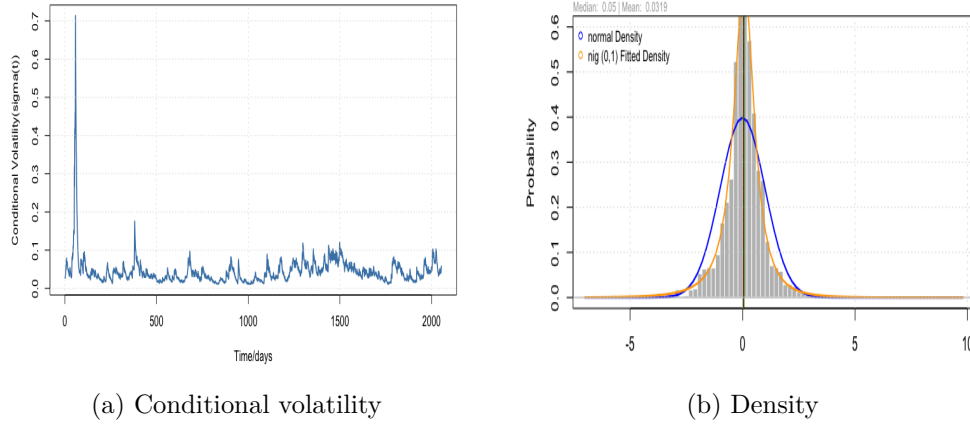 Conditional Volatility(sigma(t))
0.7
0.6
0.5
0.4
0.3
0.2
0.1
0.0
0 500 1000 1500 2000
Time/days
(a) Conditional volatility
Median: 0.05 | Mean: 0.0319
normal Density
nig (0,1) Fitted Density
Probability
0.6
0.5
0.4
0.3
0.2
0.1
0.0
-5 0 5 10
(b) Density